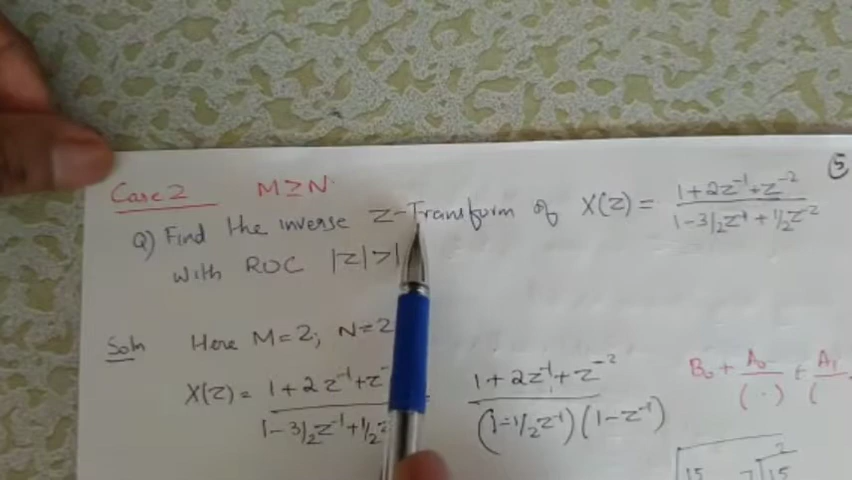 Case 2 M ≥ N. 5
Q) Find the inverse Z-Transform of X(z) = (1+2z⁻¹+z⁻²)/(1-3/2z⁻¹+1/2z⁻²)
with ROC |z|>1
Soln Here M=2; N=2
X(z) = (1+2z⁻¹+z⁻)/(1-3/2z⁻¹+1/2z = (1+2z⁻¹+z⁻²)/((1-1/2z⁻¹)(1-z⁻¹))
B₀ + A₀/(·) + A₁/(